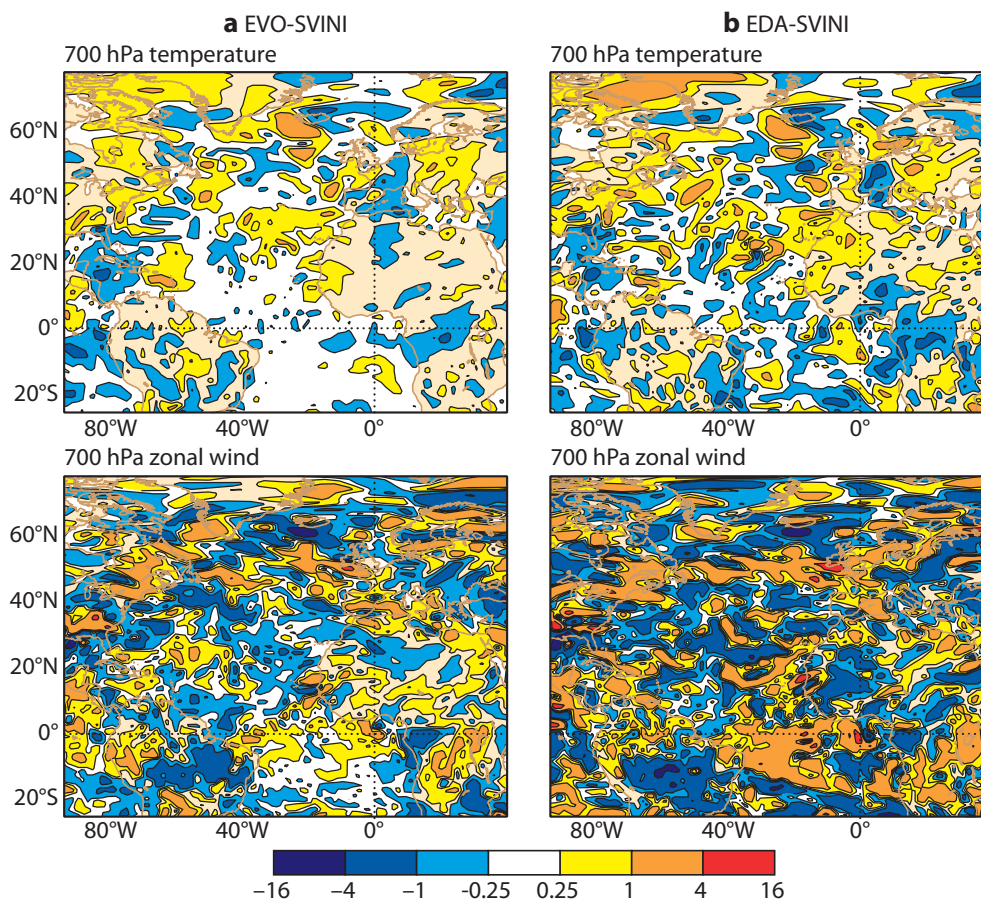 a EVO-SVINI
700 hPa temperature
60°N
40°N
20°N
0°
20°S
80°W 40°W 0°
b EDA-SVINI
700 hPa temperature
80°W 40°W 0°
700 hPa zonal wind
60°N
40°N
20°N
0°
20°S
80°W 40°W 0°
700 hPa zonal wind
80°W 40°W 0°
–16 –4 –1 -0.25 0.25 1 4 16